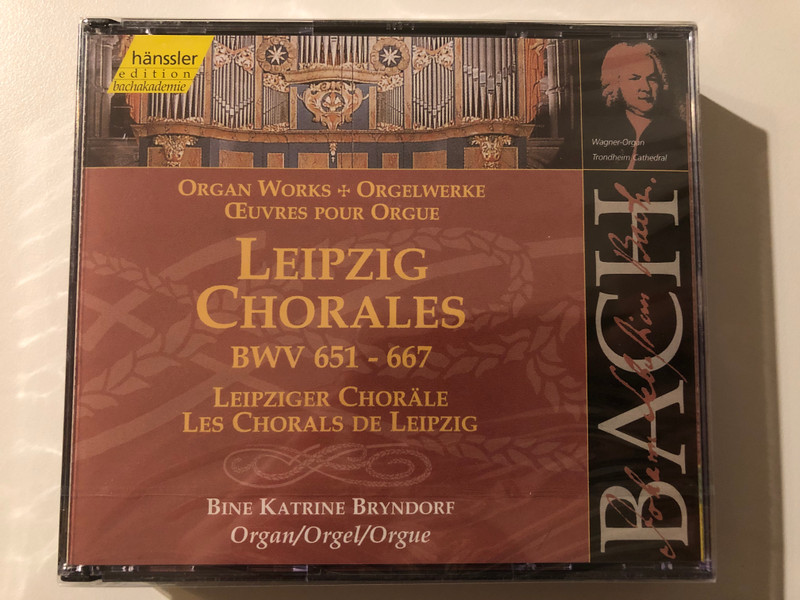 hänssler
edition
bachakademie
Wagner-Organ
Trondheim Cathedral
ORGAN WORKS ✢ ORGELWERKE
ŒUVRES POUR ORGUE
LEIPZIG
CHORALES
BWV 651 - 667
LEIPZIGER CHORÄLE
LES CHORALS DE LEIPZIG
BINE KATRINE BRYNDORF
Organ/Orgel/Orgue
BACH